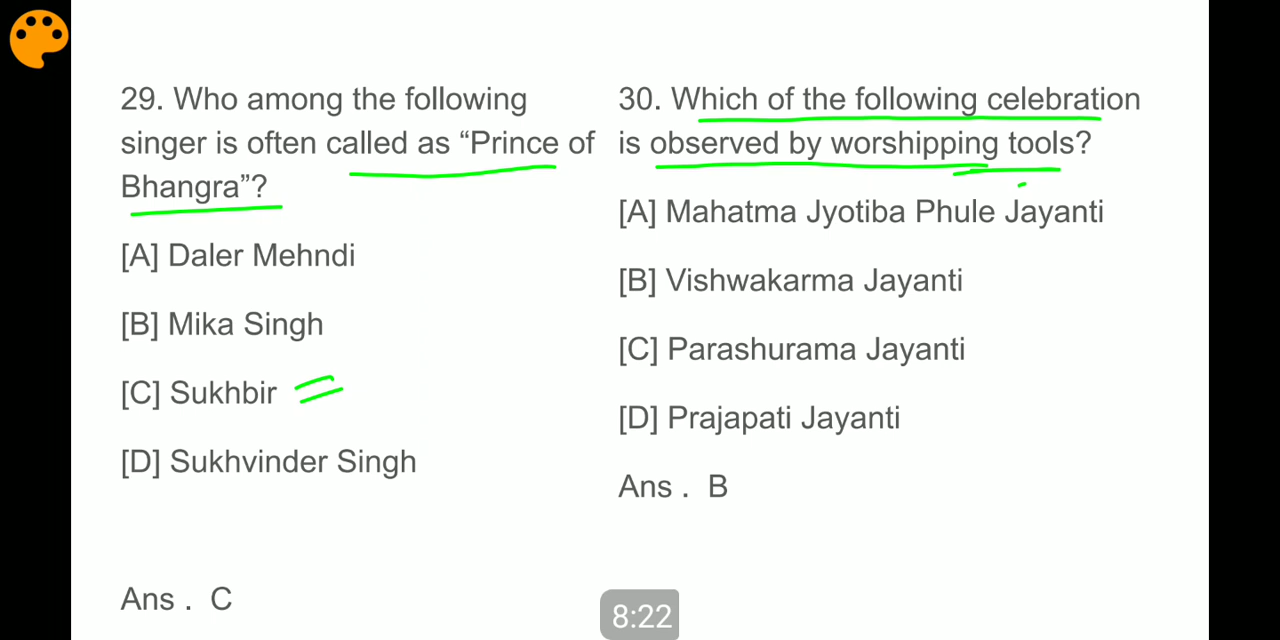 29. Who among the following
singer is often called as “Prince of
Bhangra”?
[A] Daler Mehndi
[B] Mika Singh
[C] Sukhbir
[D] Sukhvinder Singh
Ans . C
30. Which of the following celebration
is observed by worshipping tools?
[A] Mahatma Jyotiba Phule Jayanti
[B] Vishwakarma Jayanti
[C] Parashurama Jayanti
[D] Prajapati Jayanti
Ans . B
8:22